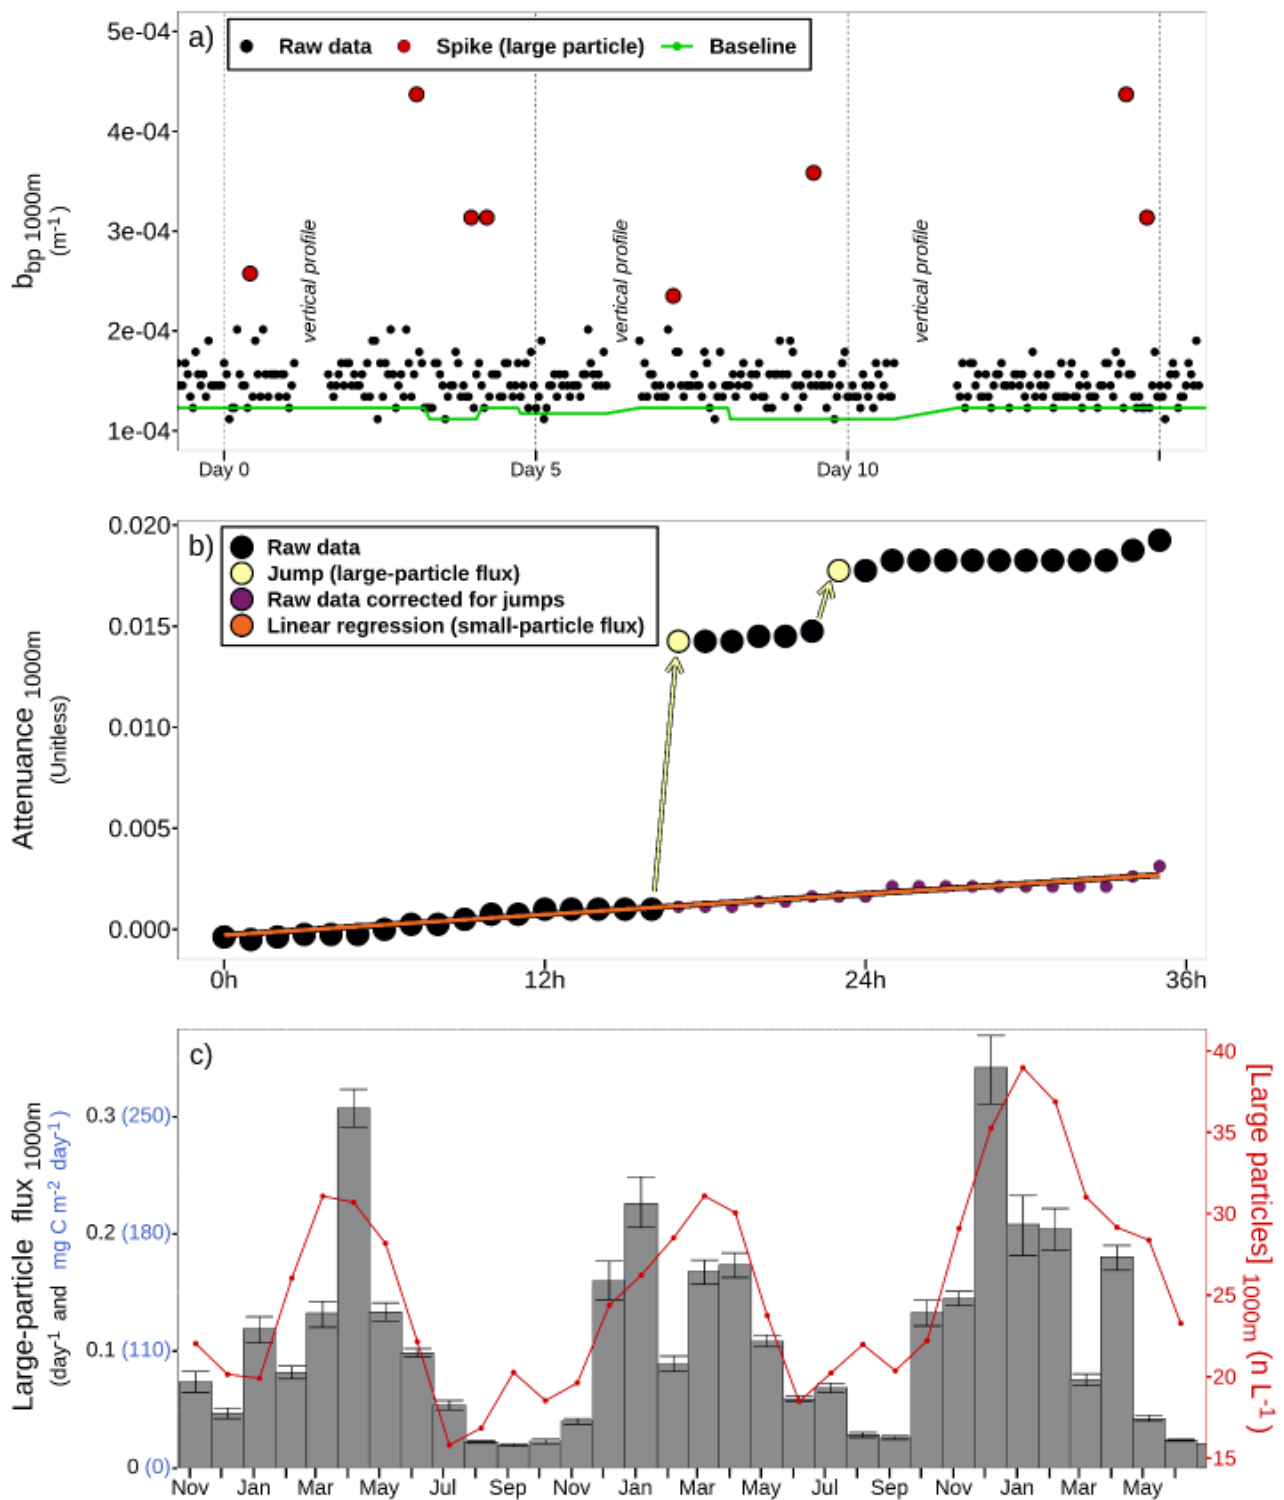 a)
Raw data
Spike (large particle)
Baseline
5e-04
4e-04
3e-04
2e-04
1e-04
b bp 1000m
(m⁻¹)
vertical profile
vertical profile
vertical profile
Day 0
Day 5
Day 10
b)
Raw data
Jump (large-particle flux)
Raw data corrected for jumps
Linear regression (small-particle flux)
0.020
0.015
0.010
0.005
0.000
Attenuance 1000m
(Unitless)
0h
12h
24h
36h
c)
0.3 (250)
0.2 (180)
0.1 (110)
0 (0)
Large-particle flux 1000m
(day⁻¹ and mg C m⁻² day⁻¹)
40
35
30
25
20
15
[Large particles] 1000m (n L⁻¹)
Nov Jan Mar May Jul Sep Nov Jan Mar May Jul Sep Nov Jan Mar May